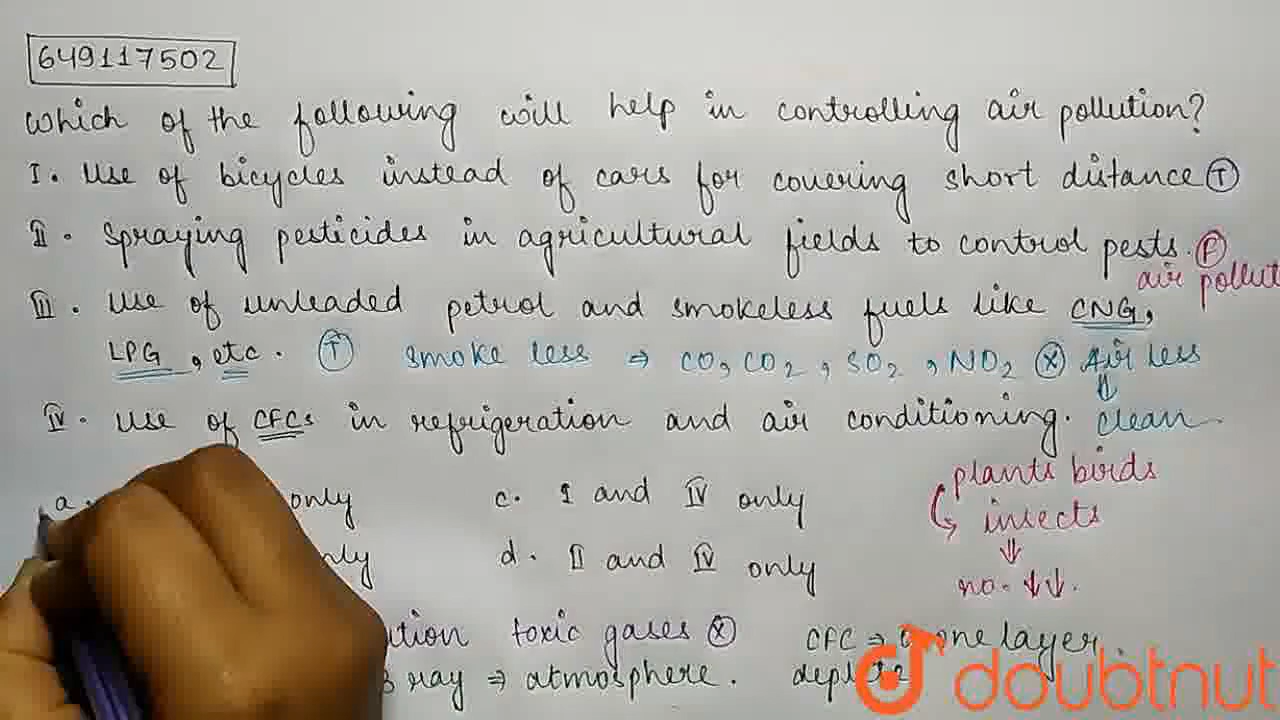 649117502
Which of the following will help in controlling air pollution?
I. Use of bicycles instead of cars for covering short distance (T)
II. Spraying pesticides in agricultural fields to control pests. (F)
air pollut
III. Use of unleaded petrol and smokeless fuels like CNG,
LPG, etc. (T) smoke less ⇒ CO, CO2, SO2, NO2 (X) Air less
⇓
IV. Use of CFCs in refrigeration and air conditioning. clean
plants birds
a. only c. I and IV only
insects
⇓
only d. II and IV only
no. ↓↓.
ution toxic gases (X) CFC ⇒ layer
ray ⇒ atmosphere. deplete
doubtnut